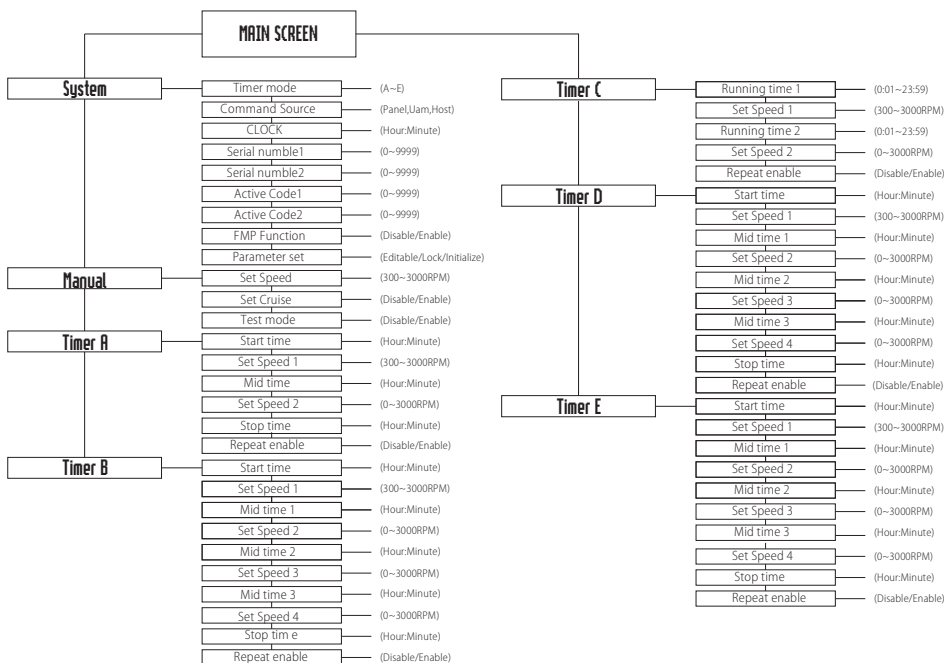 MAIN SCREEN
System
Timer mode (A~E)
Command Source (Panel,Uam,Host)
CLOCK (Hour:Minute)
Serial numble1 (0~9999)
Serial numble2 (0~9999)
Active Code1 (0~9999)
Active Code2 (0~9999)
FMP Function (Disable/Enable)
Parameter set (Editable/Lock/Initialize)
Manual
Set Speed (300~3000RPM)
Set Cruise (Disable/Enable)
Test mode (Disable/Enable)
Timer A
Start time (Hour:Minute)
Set Speed 1 (300~3000RPM)
Mid time (Hour:Minute)
Set Speed 2 (0~3000RPM)
Stop time (Hour:Minute)
Repeat enable (Disable/Enable)
Timer B
Start time (Hour:Minute)
Set Speed 1 (300~3000RPM)
Mid time 1 (Hour:Minute)
Set Speed 2 (0~3000RPM)
Mid time 2 (Hour:Minute)
Set Speed 3 (0~3000RPM)
Mid time 3 (Hour:Minute)
Set Speed 4 (0~3000RPM)
Stop tim e (Hour:Minute)
Repeat enable (Disable/Enable)
Timer C
Running time 1 (0:01~23:59)
Set Speed 1 (300~3000RPM)
Running time 2 (0:01~23:59)
Set Speed 2 (0~3000RPM)
Repeat enable (Disable/Enable)
Timer D
Start time (Hour:Minute)
Set Speed 1 (300~3000RPM)
Mid time 1 (Hour:Minute)
Set Speed 2 (0~3000RPM)
Mid time 2 (Hour:Minute)
Set Speed 3 (0~3000RPM)
Mid time 3 (Hour:Minute)
Set Speed 4 (0~3000RPM)
Stop time (Hour:Minute)
Repeat enable (Disable/Enable)
Timer E
Start time (Hour:Minute)
Set Speed 1 (300~3000RPM)
Mid time 1 (Hour:Minute)
Set Speed 2 (0~3000RPM)
Mid time 2 (Hour:Minute)
Set Speed 3 (0~3000RPM)
Mid time 3 (Hour:Minute)
Set Speed 4 (0~3000RPM)
Stop time (Hour:Minute)
Repeat enable (Disable/Enable)